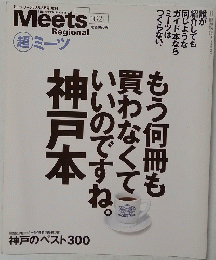 Meets
Regional
超ミーツ
誰が
紹介しても
同じような
ガイド本なら
ミーツは
つくらない。
もう何冊も
買わなくて
いいのですね。
神戸本
神戸のベスト300